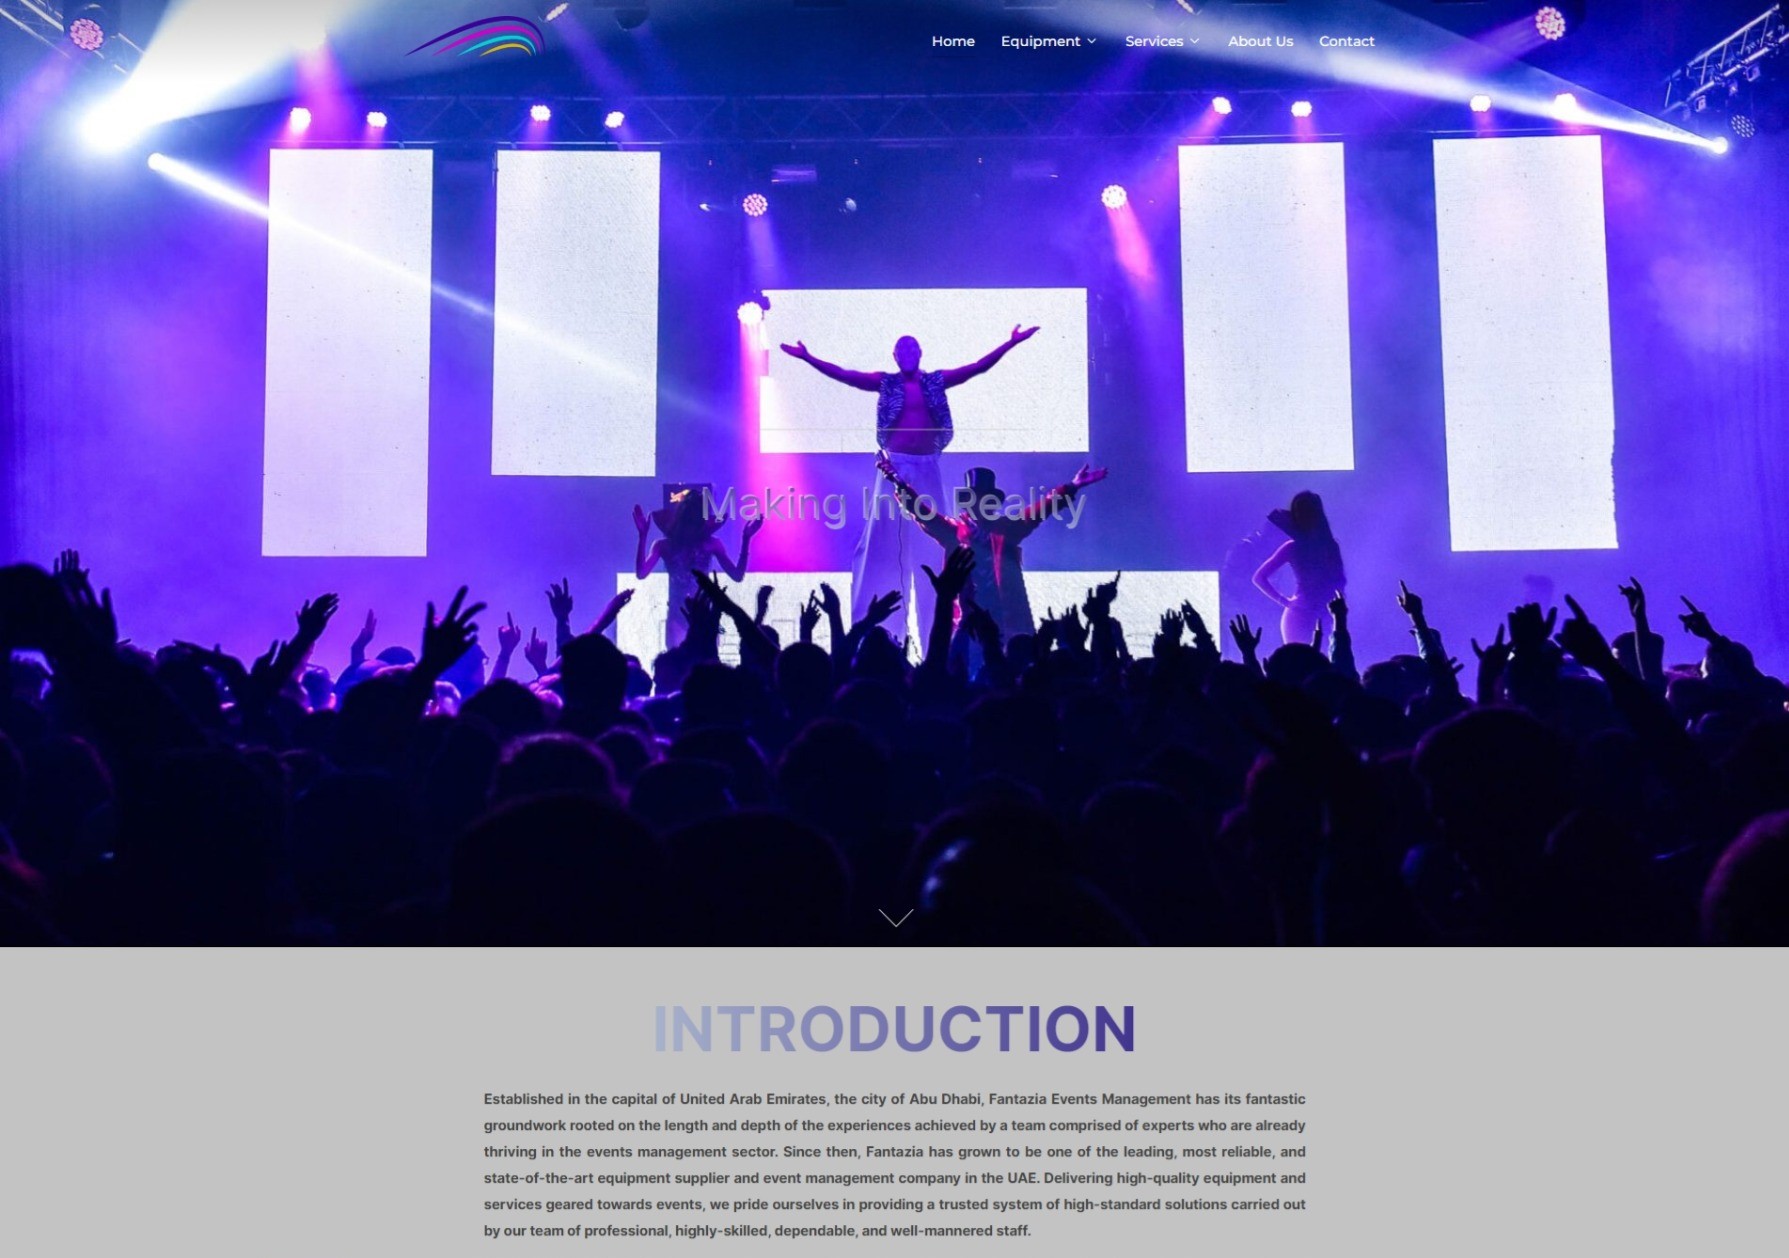 Home Equipment Services About Us Contact
Making Into Reality
INTRODUCTION
Established in the capital of United Arab Emirates, the city of Abu Dhabi, Fantazia Events Management has its fantastic
groundwork rooted on the length and depth of the experiences achieved by a team comprised of experts who are already
thriving in the events management sector. Since then, Fantazia has grown to be one of the leading, most reliable, and
state-of-the-art equipment supplier and event management company in the UAE. Delivering high-quality equipment and
services geared towards events, we pride ourselves in providing a trusted system of high-standard solutions carried out
by our team of professional, highly-skilled, dependable, and well-mannered staff.